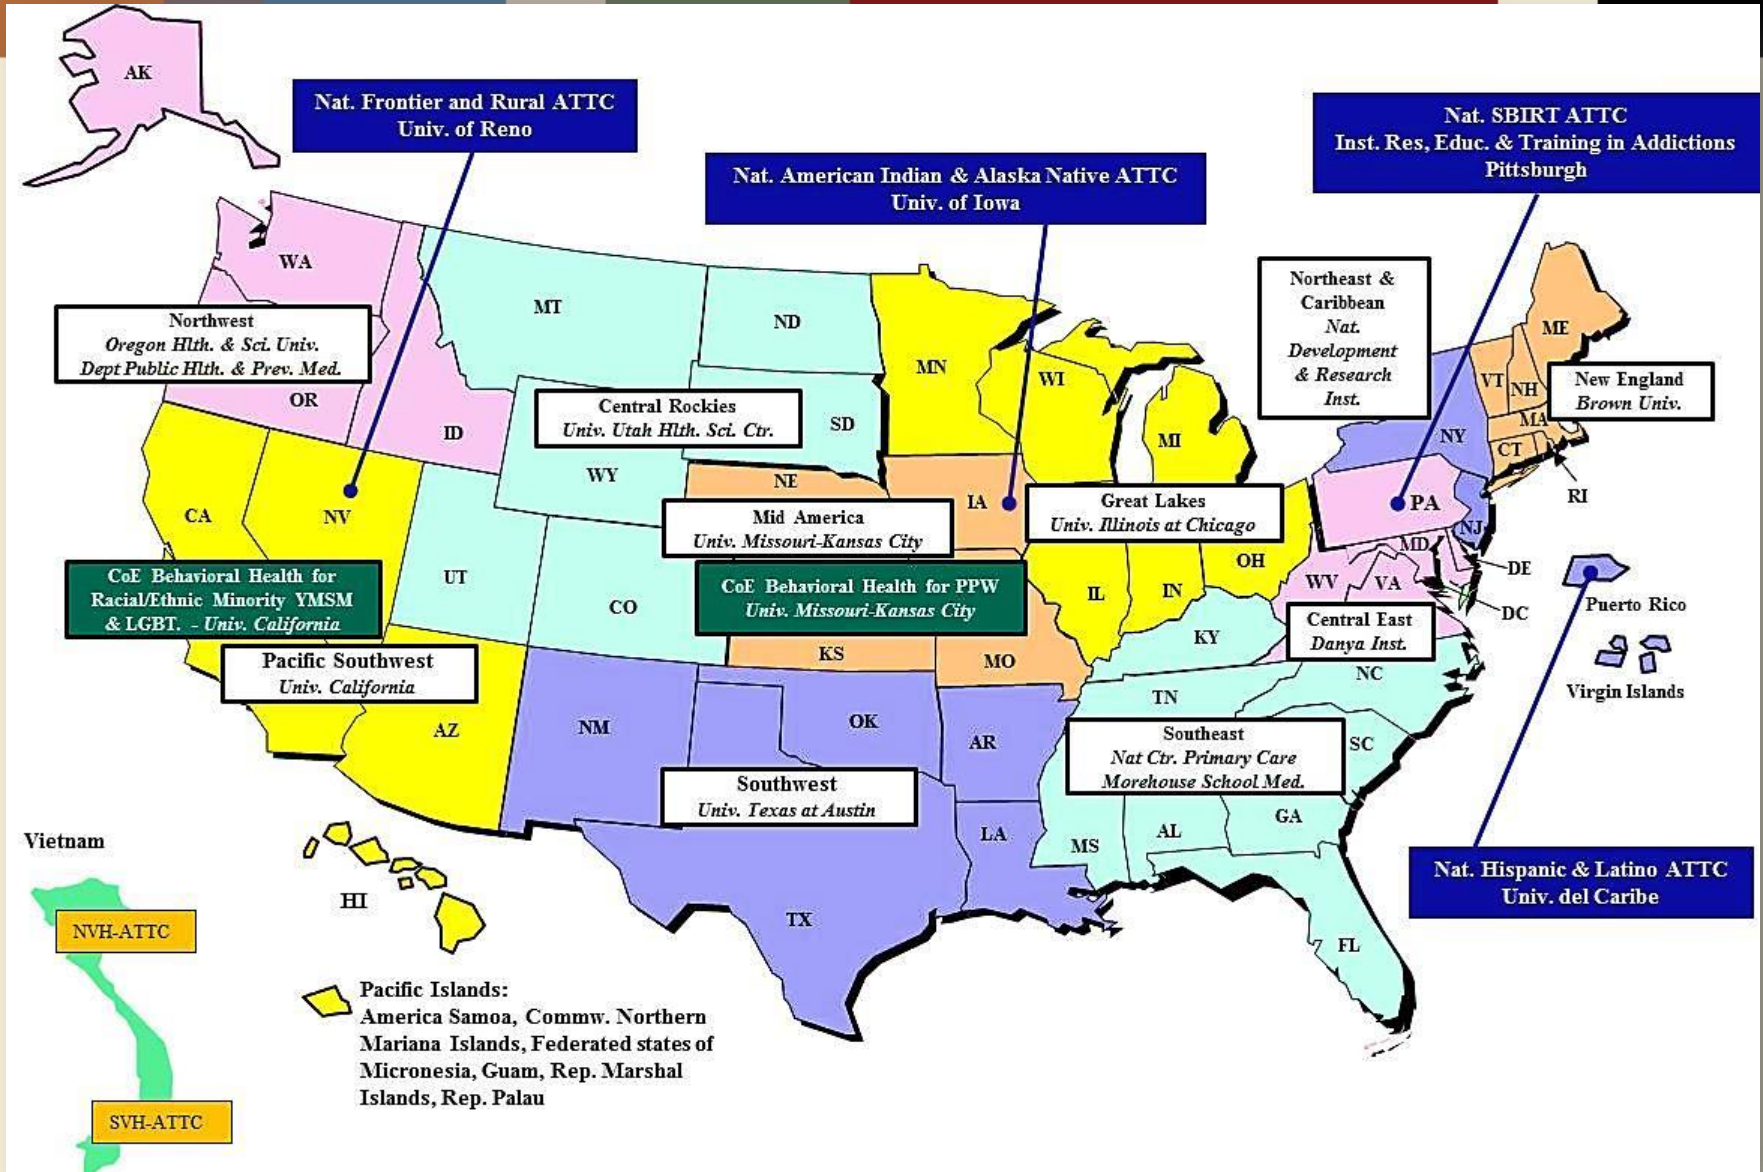 AK
Nat. Frontier and Rural ATTC
Univ. of Reno
Nat. SBIRT ATTC
Inst. Res, Educ. & Training in Addictions
Pittsburgh
Nat. American Indian & Alaska Native ATTC
Univ. of Iowa
WA
MT
ND
MN
WI
MI
Northeast &
Caribbean
Nat.
Development
& Research
Inst.
ME
VT
NH
MA
CT
RI
NY
New England
Brown Univ.
Northwest
Oregon Hlth. & Sci. Univ.
Dept Public Hlth. & Prev. Med.
OR
ID
Central Rockies
Univ. Utah Hlth. Sci. Ctr.
SD
WY
NE
IA
Great Lakes
Univ. Illinois at Chicago
PA
NJ
MD
DE
DC
CA
NV
Mid America
Univ. Missouri-Kansas City
UT
CO
CoE Behavioral Health for
Racial/Ethnic Minority YMSM
& LGBT. - Univ. California
CoE Behavioral Health for PPW
Univ. Missouri-Kansas City
IL
IN
OH
WV
VA
KY
Central East
Danya Inst.
Puerto Rico
Virgin Islands
Pacific Southwest
Univ. California
KS
MO
TN
NC
AZ
NM
OK
AR
Southeast
Nat Ctr. Primary Care
Morehouse School Med.
SC
Southwest
Univ. Texas at Austin
LA
MS
AL
GA
TX
FL
Nat. Hispanic & Latino ATTC
Univ. del Caribe
HI
Vietnam
NVH-ATTC
SVH-ATTC
Pacific Islands:
America Samoa, Commw. Northern
Mariana Islands, Federated states of
Micronesia, Guam, Rep. Marshal
Islands, Rep. Palau